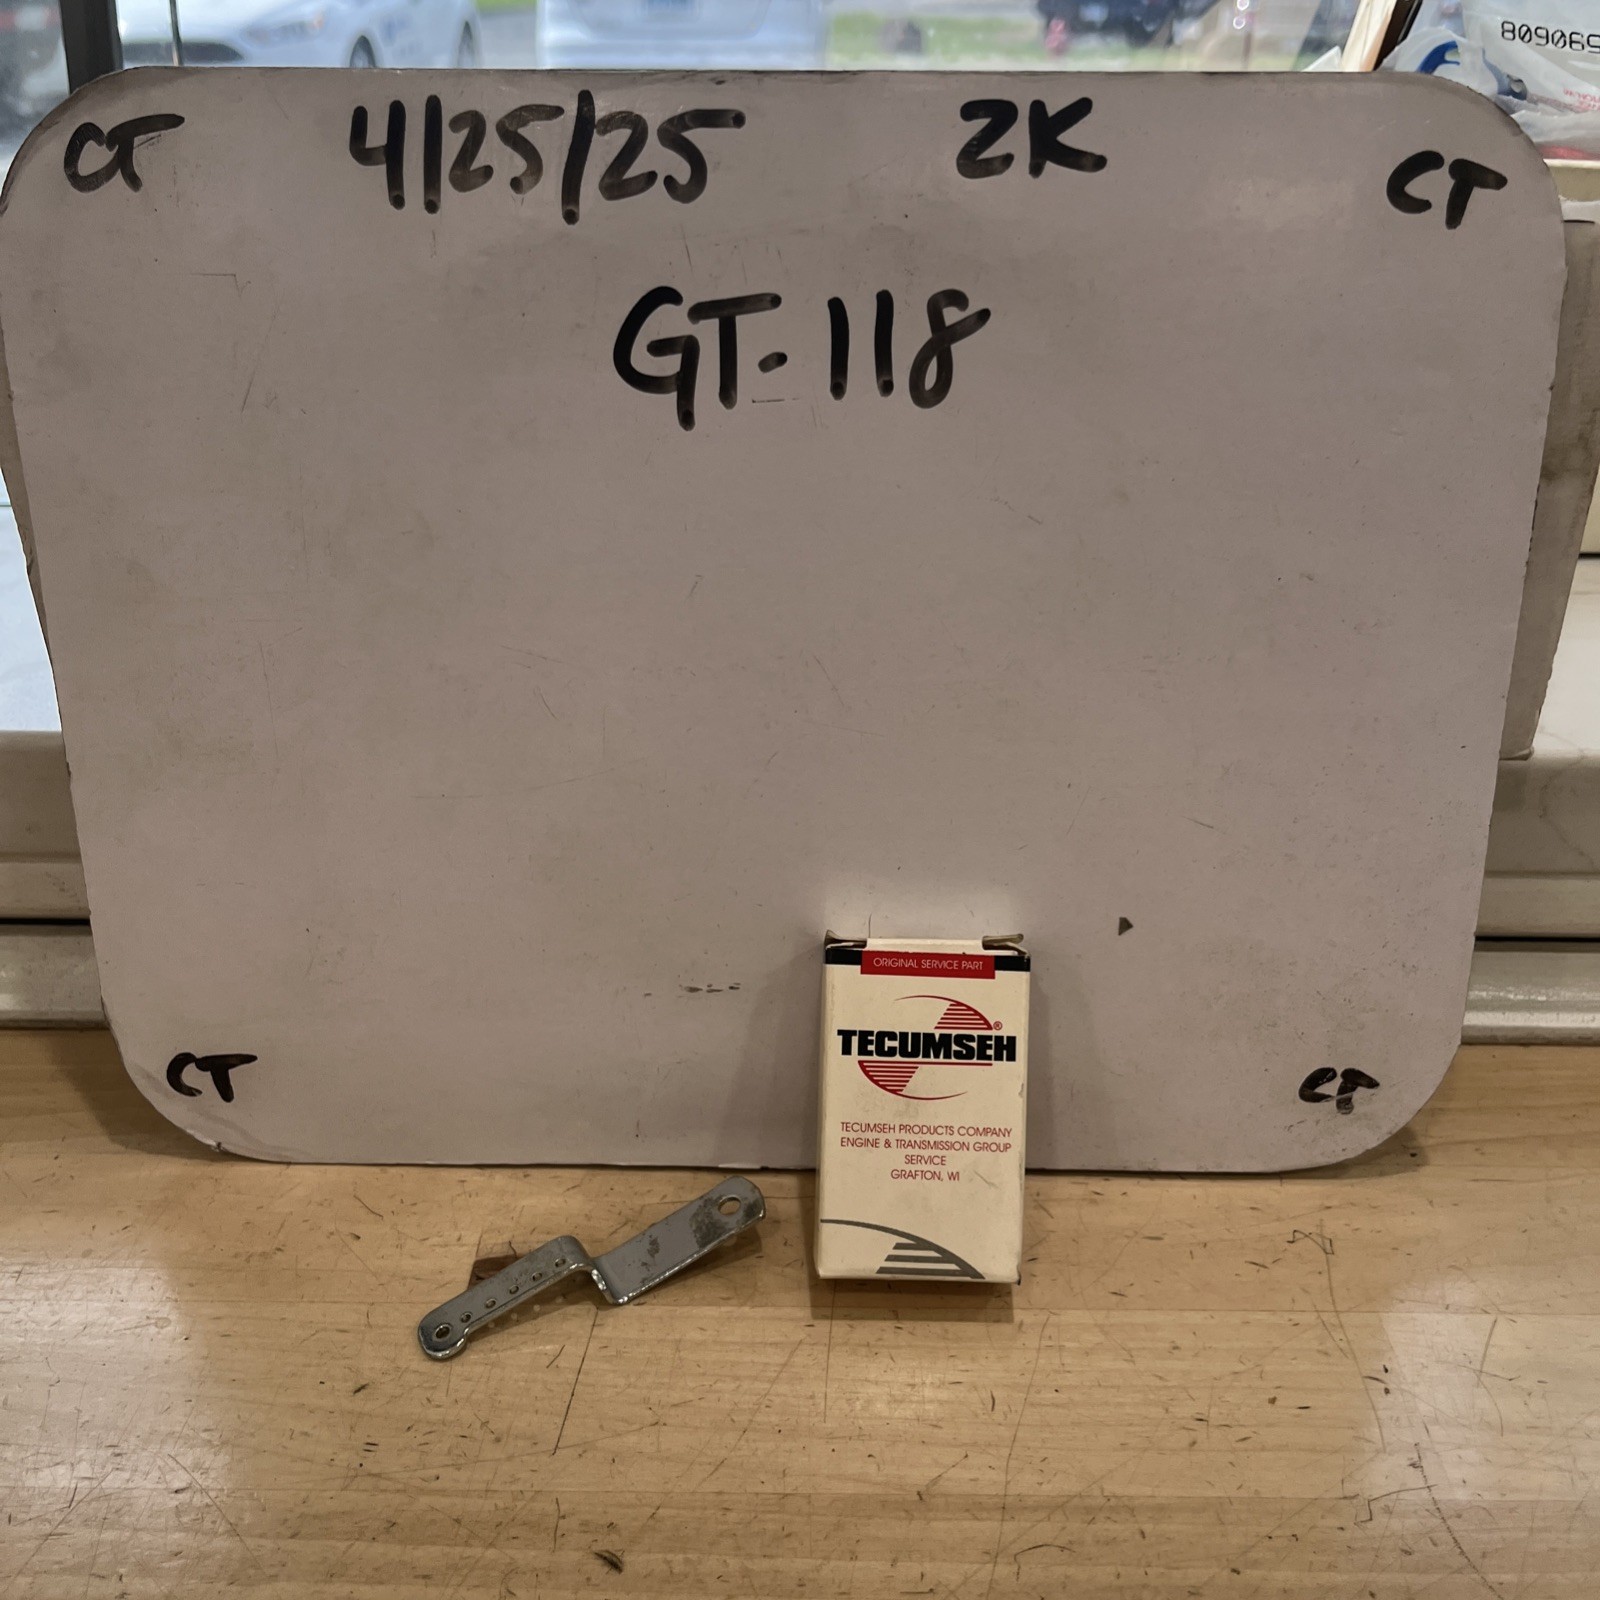 809069
CT 4/25/25 2K CT
GT-118
ORIGINAL SERVICE PART
TECUMSEH®
TECUMSEH PRODUCTS COMPANY
ENGINE & TRANSMISSION GROUP
SERVICE
GRAFTON, WI
CT CT